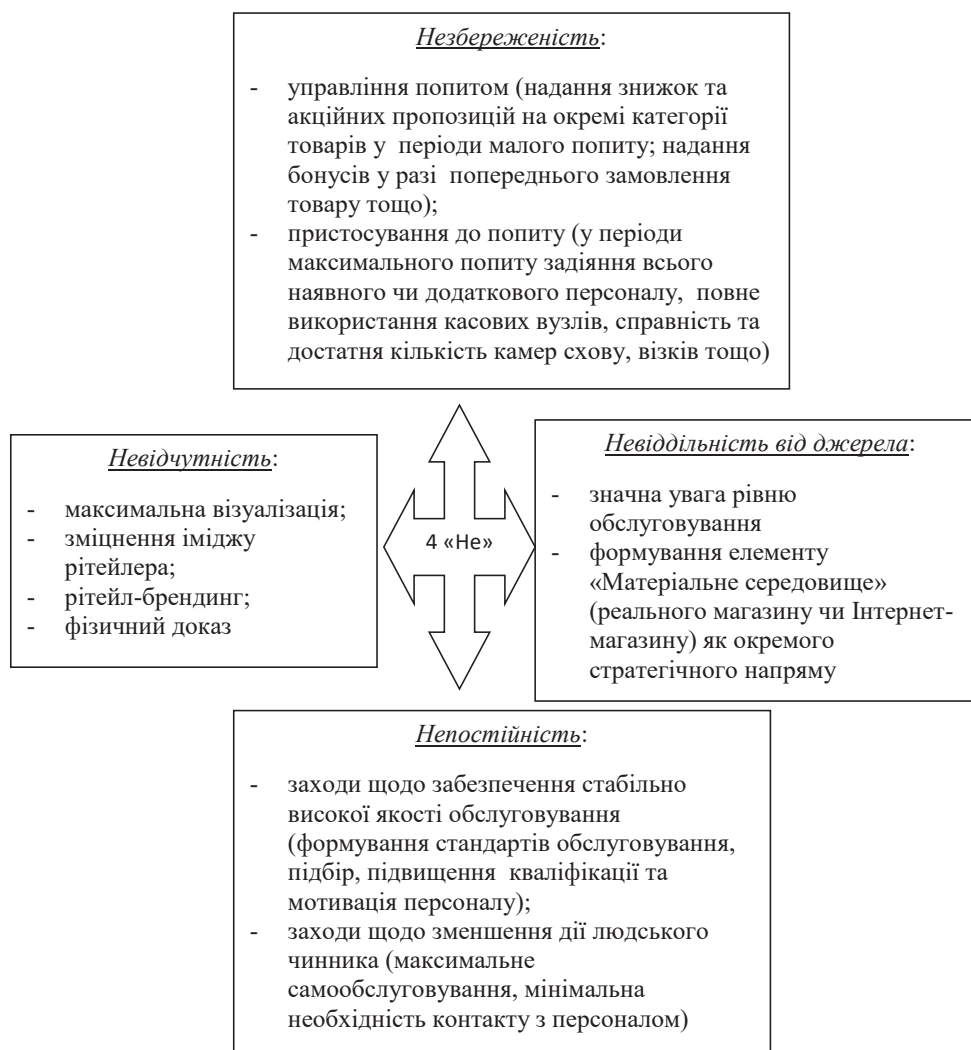 Незбереженість:
- управління попитом (надання знижок та
акційних пропозицій на окремі категорії
товарів у періоди малого попиту; надання
бонусів у разі попереднього замовлення
товару тощо);
- пристосування до попиту (у періоди
максимального попиту задіяння всього
наявного чи додаткового персоналу, повне
використання касових вузлів, справність та
достатня кількість камер схову, візків тощо)
Невідчутність:
- максимальна візуалізація;
- зміцнення іміджу
рітейлера;
- рітейл-брендинг;
- фізичний доказ
4 «Не»
Невіддільність від джерела:
- значна увага рівню
обслуговування
- формування елементу
«Матеріальне середовище»
(реального магазину чи Інтернет-
магазину) як окремого
стратегічного напряму
Непостійність:
- заходи щодо забезпечення стабільно
високої якості обслуговування
(формування стандартів обслуговування,
підбір, підвищення кваліфікації та
мотивація персоналу);
- заходи щодо зменшення дії людського
чинника (максимальне
самообслуговування, мінімальна
необхідність контакту з персоналом)